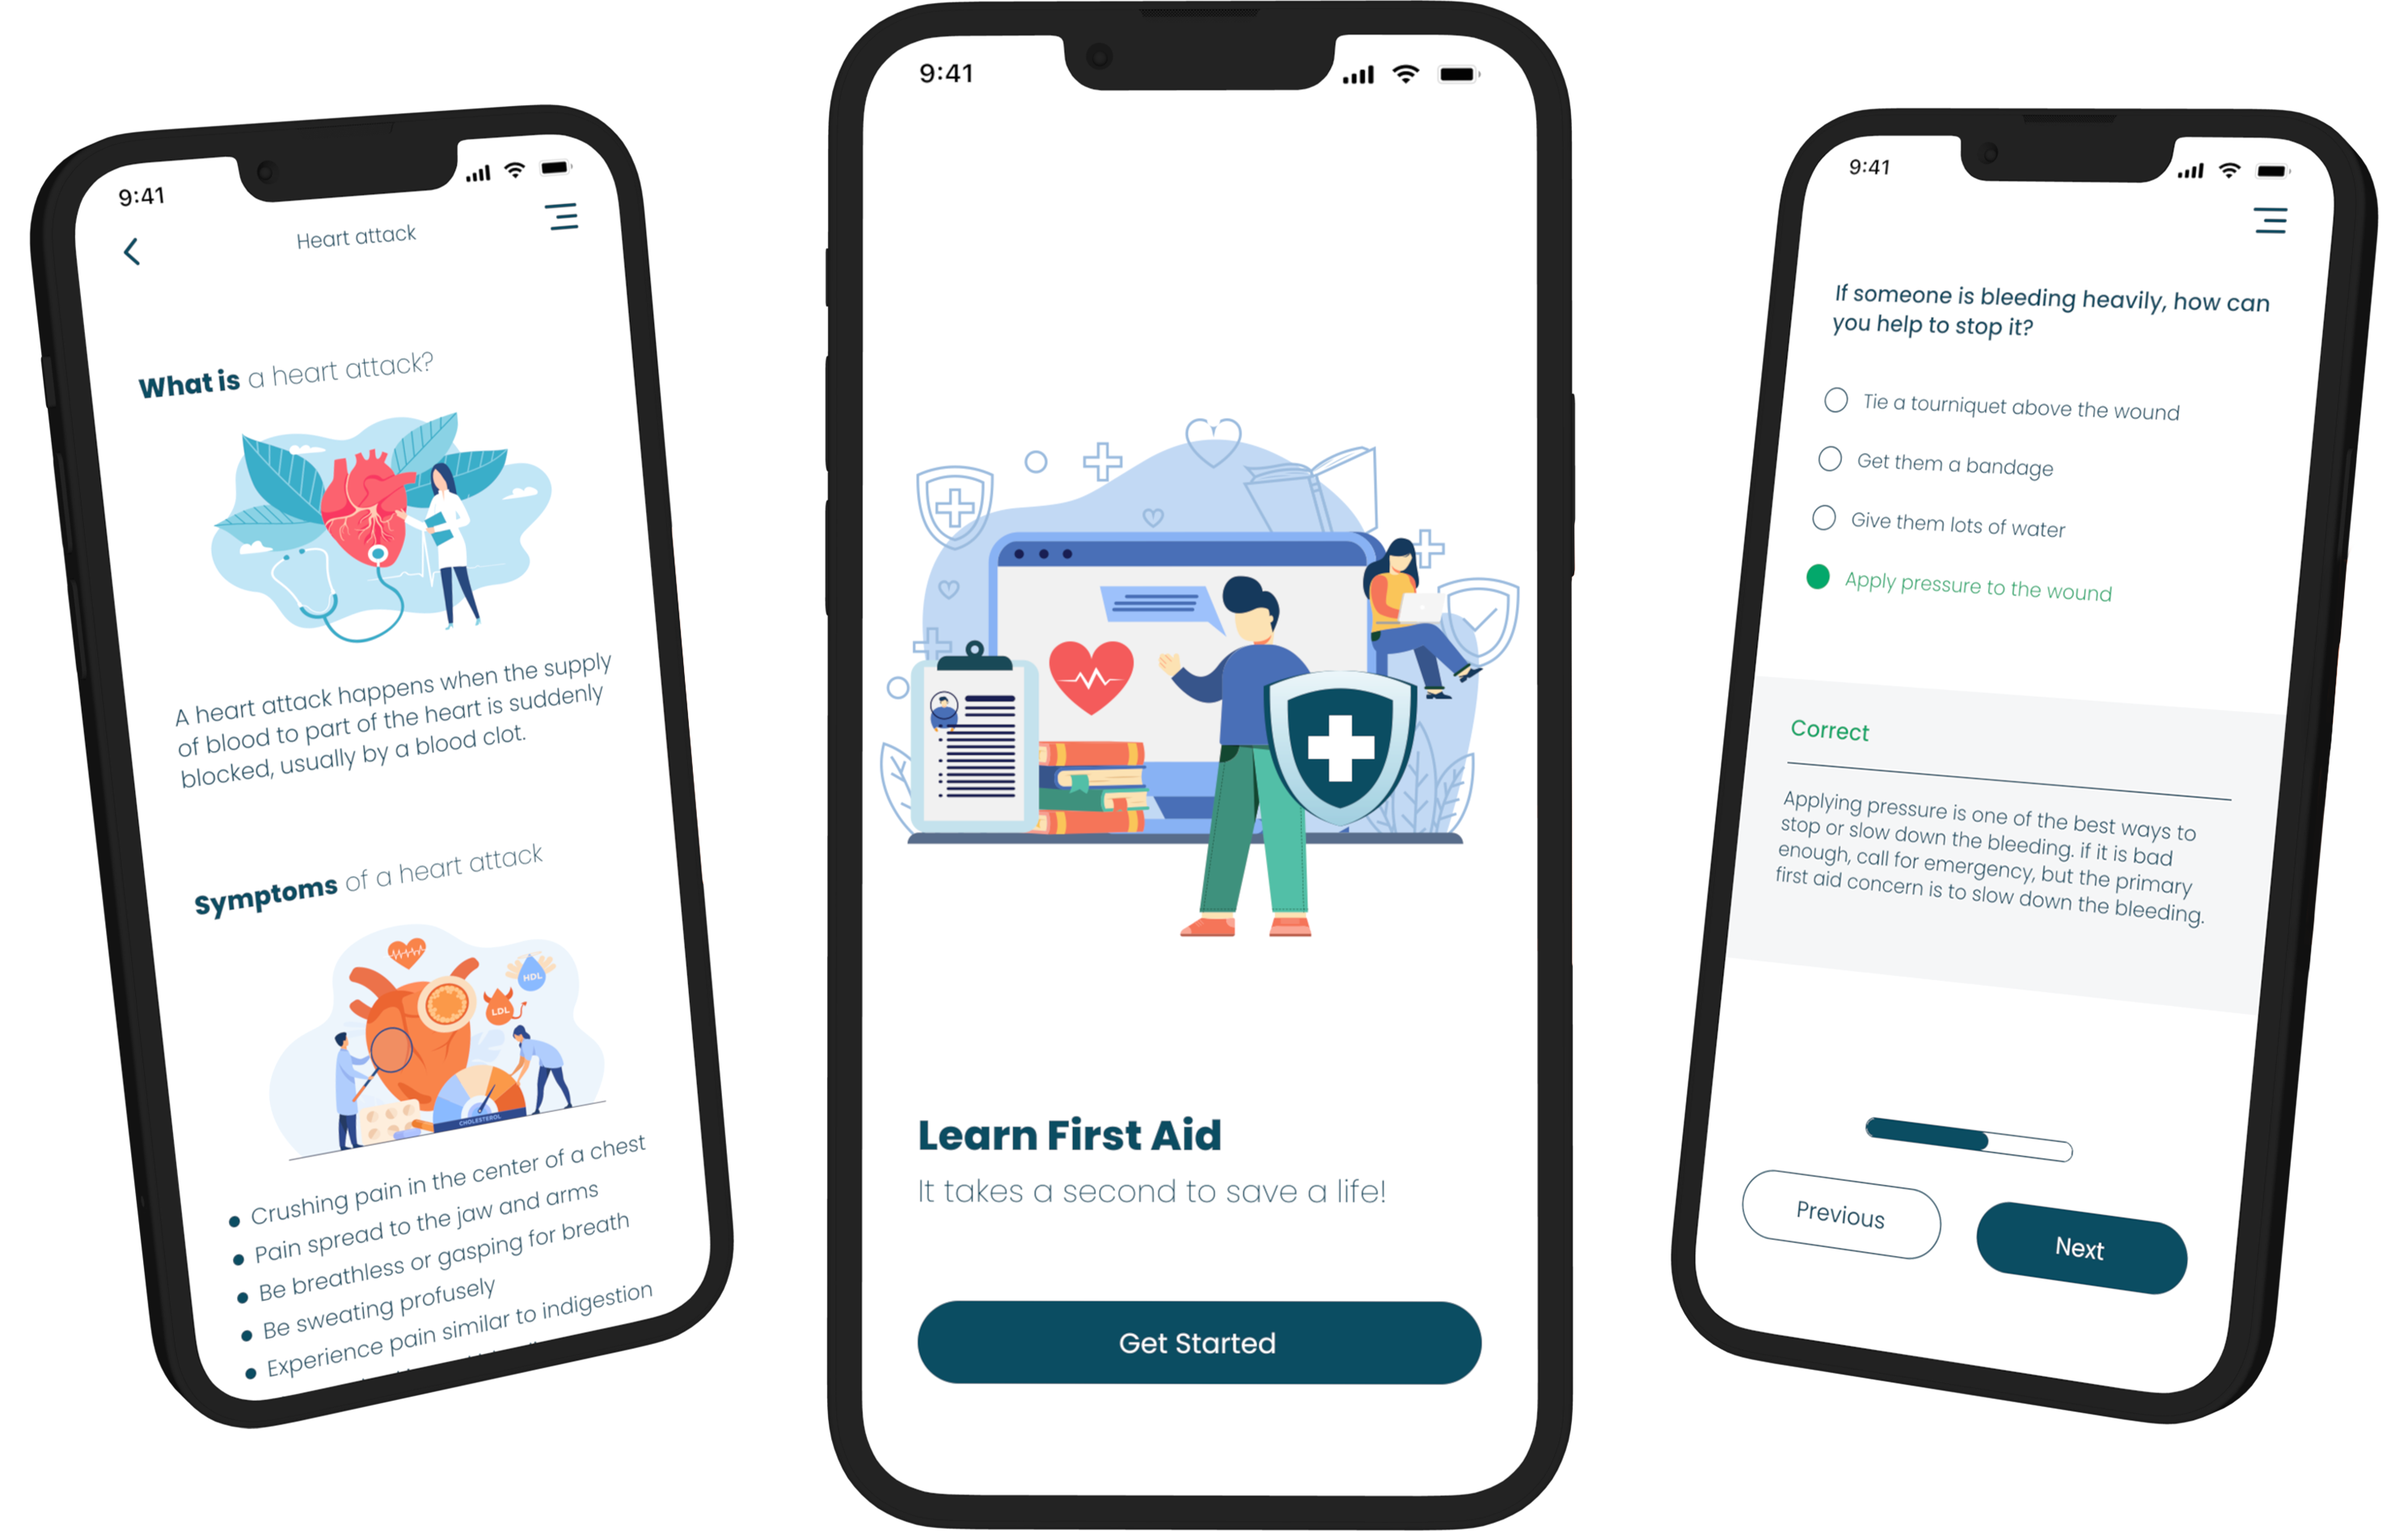 9:41
Heart attack
What is a heart attack?
A heart attack happens when the supply
of blood to part of the heart is suddenly
blocked, usually by a blood clot.
Symptoms of a heart attack
HDL
LDL
CHOLESTEROL
Crushing pain in the center of a chest
Pain spread to the jaw and arms
Be breathless or gasping for breath
Be sweating profusely
Experience pain similar to indigestion
9:41
Learn First Aid
It takes a second to save a life!
Get Started
9:41
If someone is bleeding heavily, how can
you help to stop it?
Tie a tourniquet above the wound
Get them a bandage
Give them lots of water
Apply pressure to the wound
Correct
Applying pressure is one of the best ways to
stop or slow down the bleeding. if it is bad
enough, call for emergency, but the primary
first aid concern is to slow down the bleeding.
Previous
Next